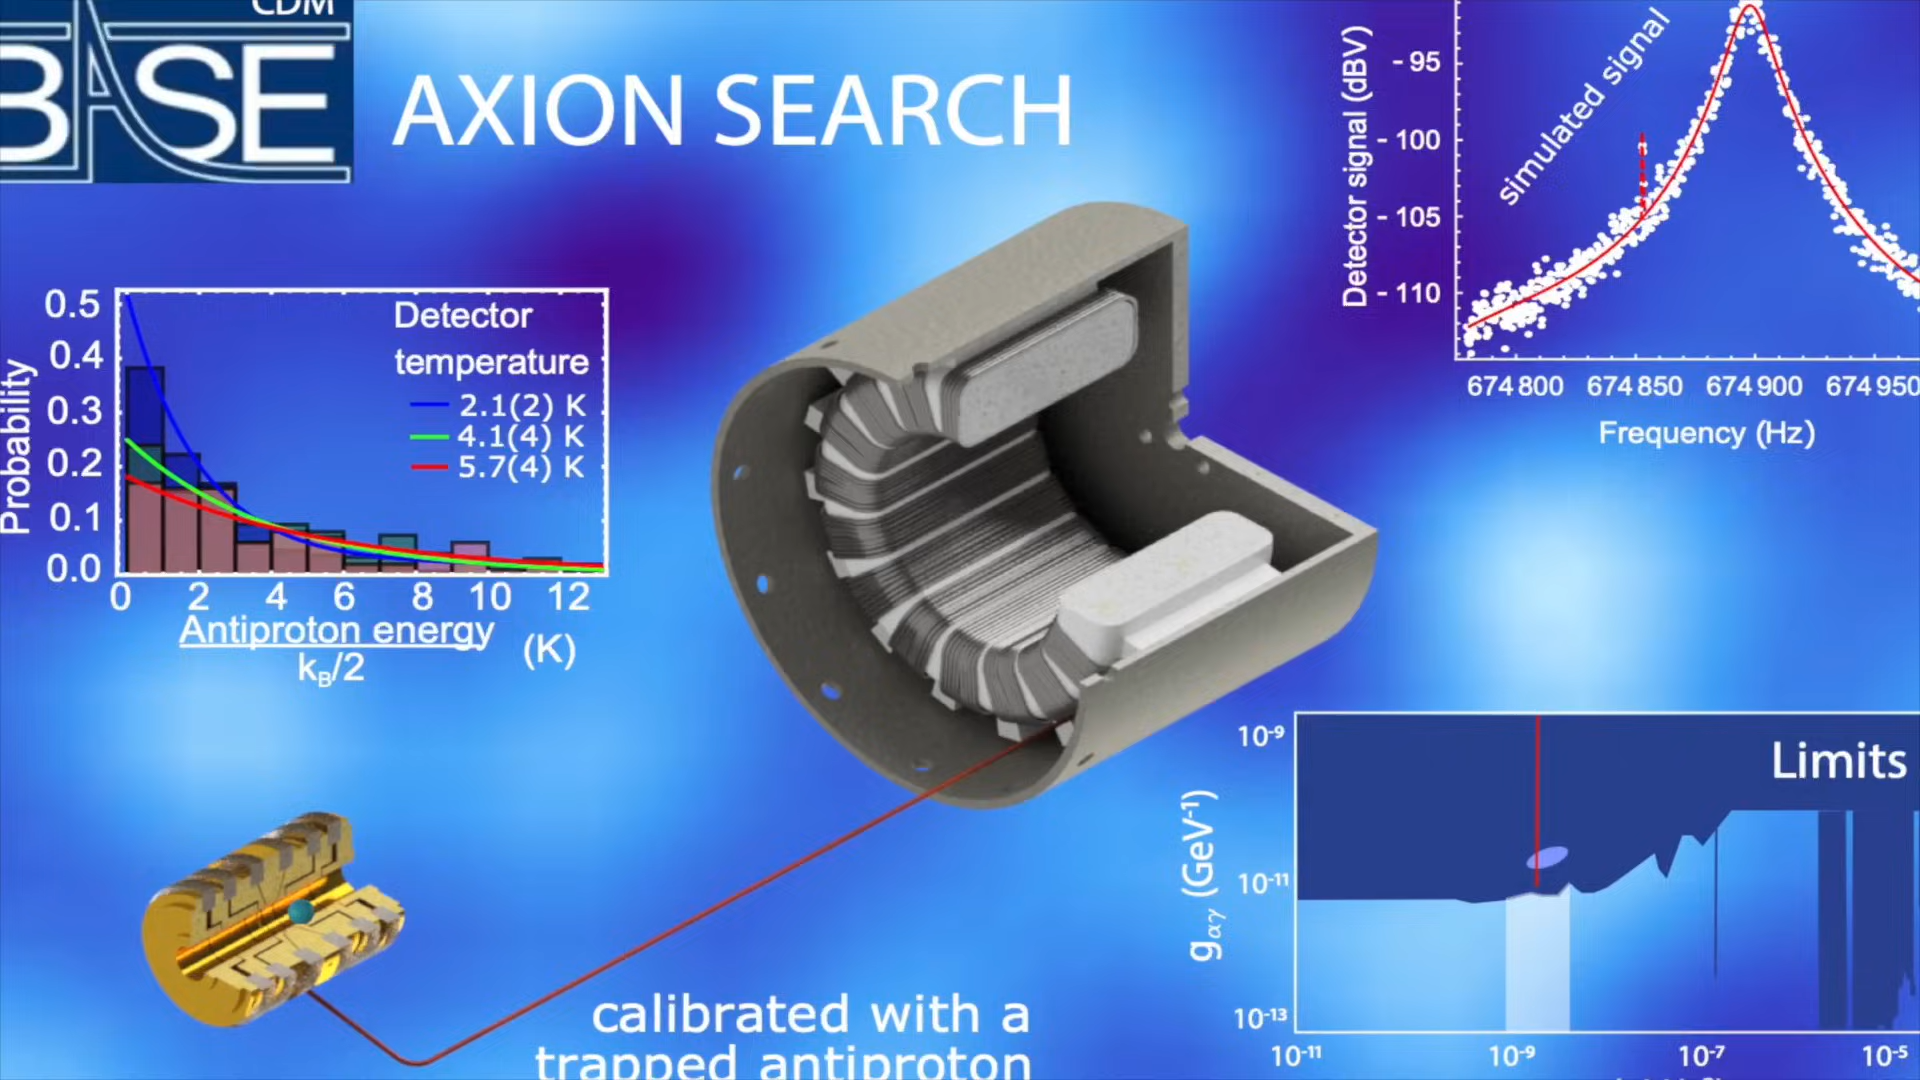 CDM
BASE
AXION SEARCH
Detector signal (dBV)
- 95
- 100
- 105
- 110
simulated signal
674 800 674 850 674 900 674 950
Frequency (Hz)
Probability
0.5
0.4
0.3
0.2
0.1
0.0
0 2 4 6 8 10 12
Detector
temperature
2.1(2) K
4.1(4) K
5.7(4) K
Antiproton energy
k_B/2
(K)
Limits
g_αγ (GeV⁻¹)
10⁻⁹
10⁻¹¹
10⁻¹³
10⁻¹¹ 10⁻⁹ 10⁻⁷ 10⁻⁵
calibrated with a
trapped antiproton